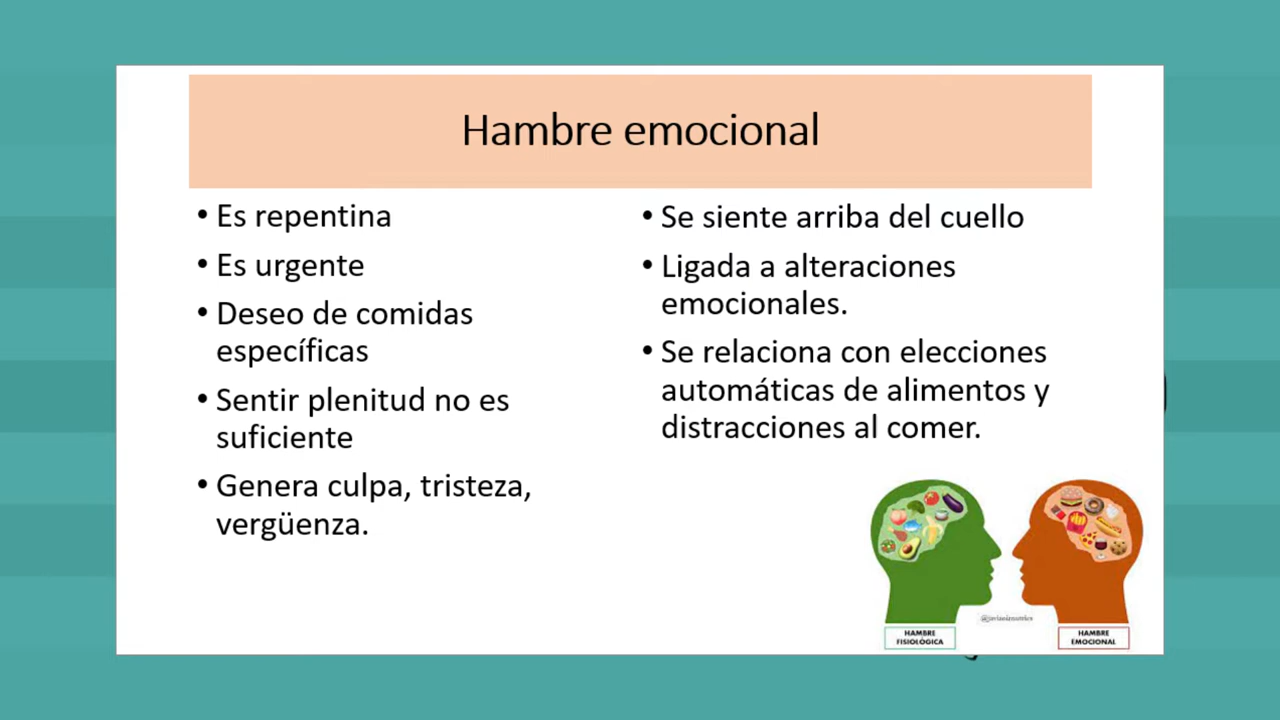 Hambre emocional
• Es repentina
• Es urgente
• Deseo de comidas
específicas
• Sentir plenitud no es
suficiente
• Genera culpa, tristeza,
vergüenza.
• Se siente arriba del cuello
• Ligada a alteraciones
emocionales.
• Se relaciona con elecciones
automáticas de alimentos y
distracciones al comer.
HAMBRE
FISIOLÓGICA
HAMBRE
EMOCIONAL